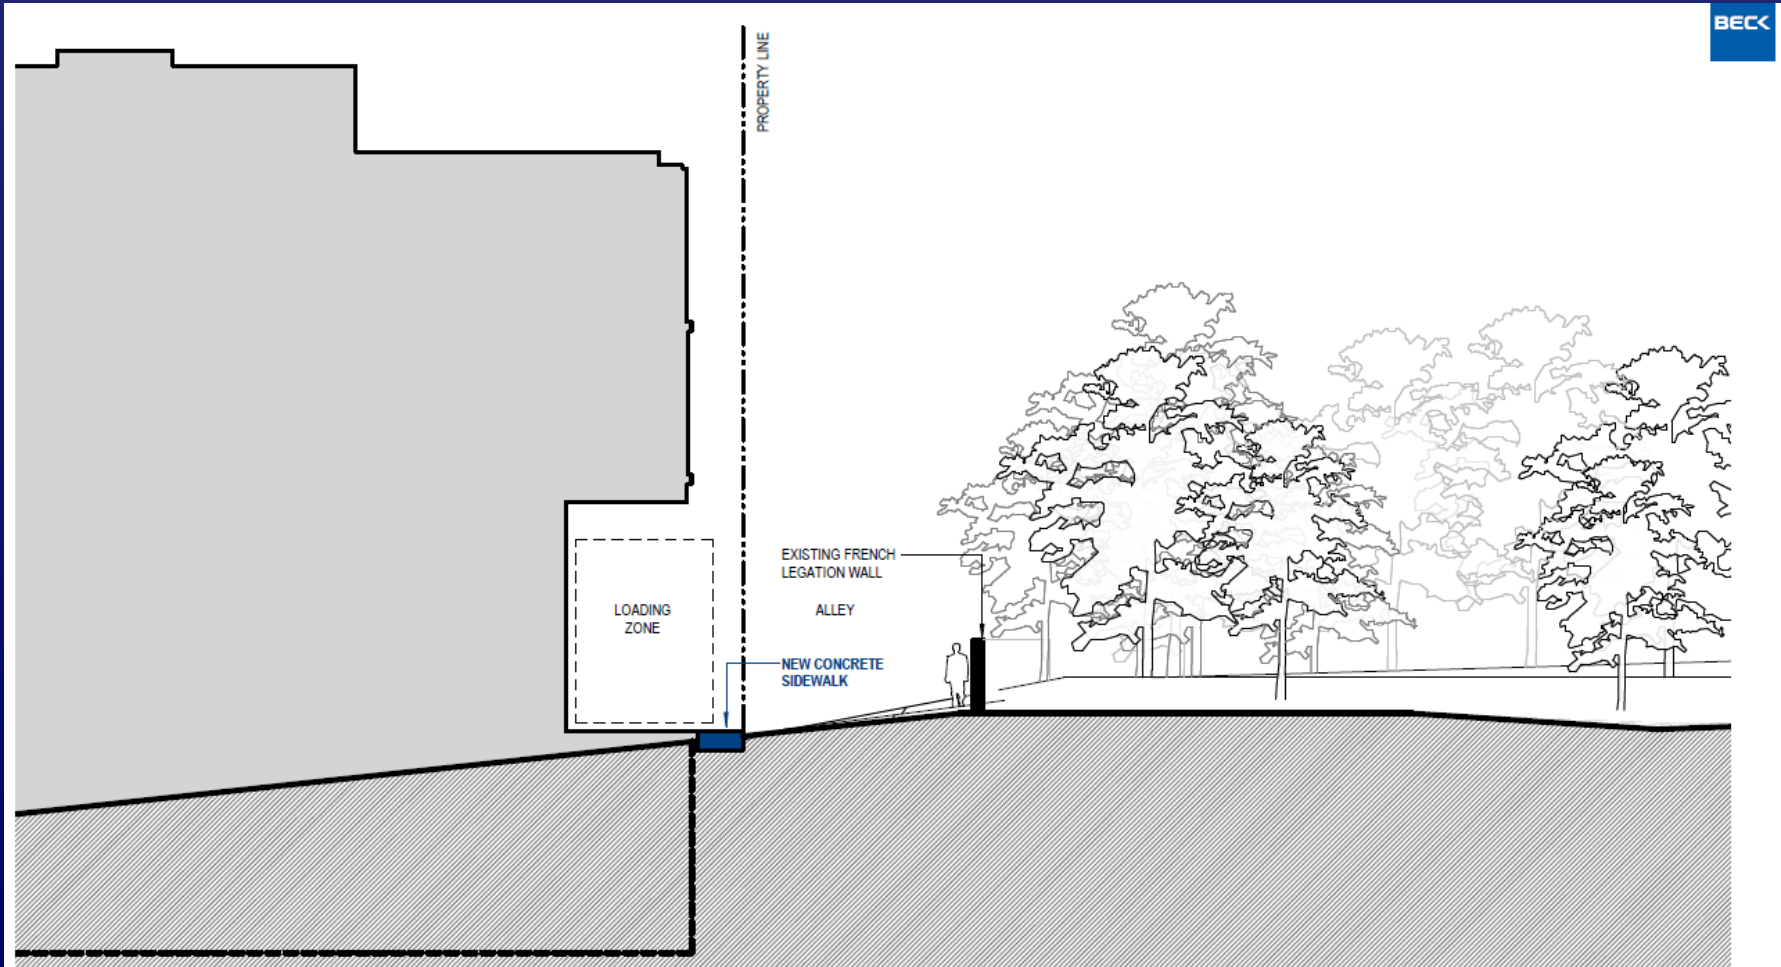 BECK
PROPERTY LINE
EXISTING FRENCH
LEGATION WALL
ALLEY
LOADING
ZONE
NEW CONCRETE
SIDEWALK